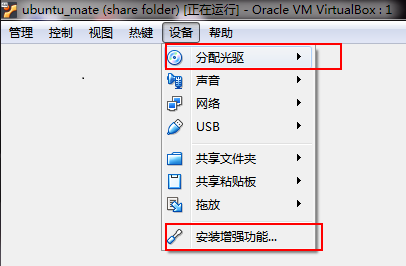 ubuntu_mate (share folder) [正在运行] - Oracle VM VirtualBox : 1
管理 控制 视图 热键 设备 帮助
分配光驱
声音
网络
USB
共享文件夹
共享粘贴板
拖放
安装增强功能...